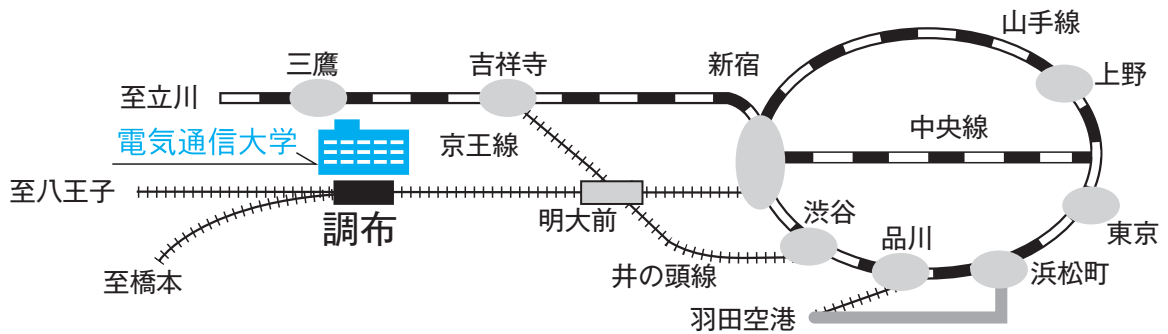 山手線
三鷹
吉祥寺
新宿
上野
至立川
電気通信大学
京王線
中央線
至八王子
調布
明大前
渋谷
東京
品川
至橋本
井の頭線
浜松町
羽田空港